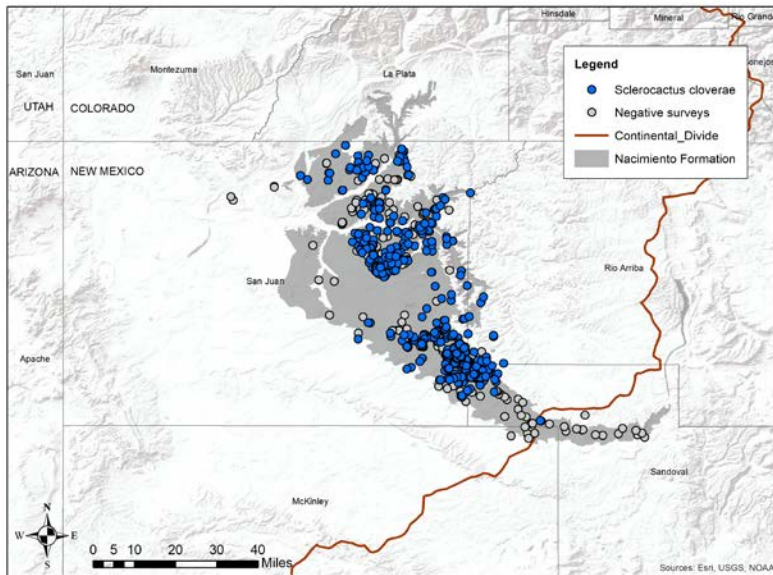 Hinsdale
Mineral
Rio Grande
San Juan
Montezuma
La Plata
Legend
Sclerocactus cloverae
Negative surveys
Continental_Divide
Nacimiento Formation
UTAH
COLORADO
ARIZONA
NEW MEXICO
San Juan
Rio Arriba
Apache
Sandoval
McKinley
N
W
E
S
0 5 10 20 30 40
Miles
Sources: Esri, USGS, NOAA